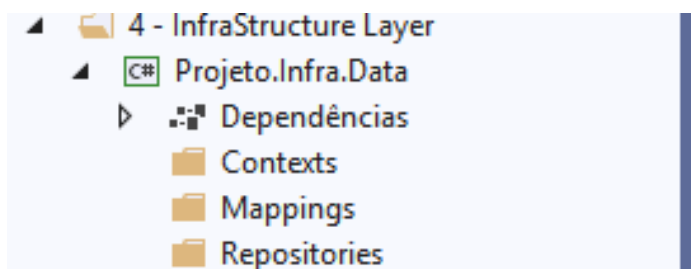 4 - InfraStructure Layer
C# Projeto.Infra.Data
Dependências
Contexts
Mappings
Repositories